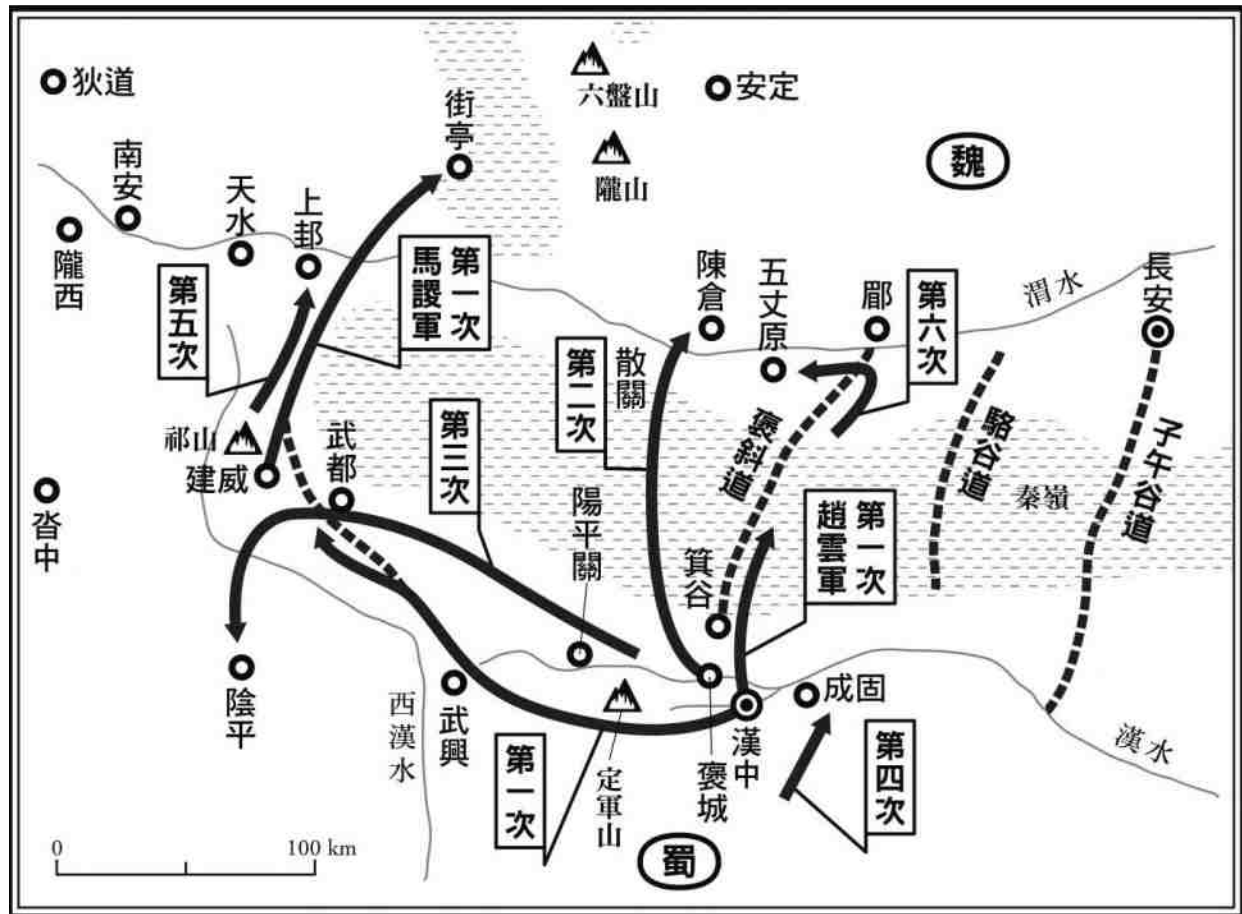 狄道
六盤山
安定
街亭
隴山
魏
南安
天水
上邽
隴西
第五次
第一次
馬謖軍
陳倉
五丈原
郿
第六次
渭水
長安
散關
第二次
第三次
祁山
建威
武都
褒斜道
駱谷道
秦嶺
子午谷道
沓中
陽平關
箕谷
第一次
趙雲軍
陰平
西漢水
武興
成固
漢中
褒城
定軍山
第一次
第四次
漢水
蜀
0
100 km